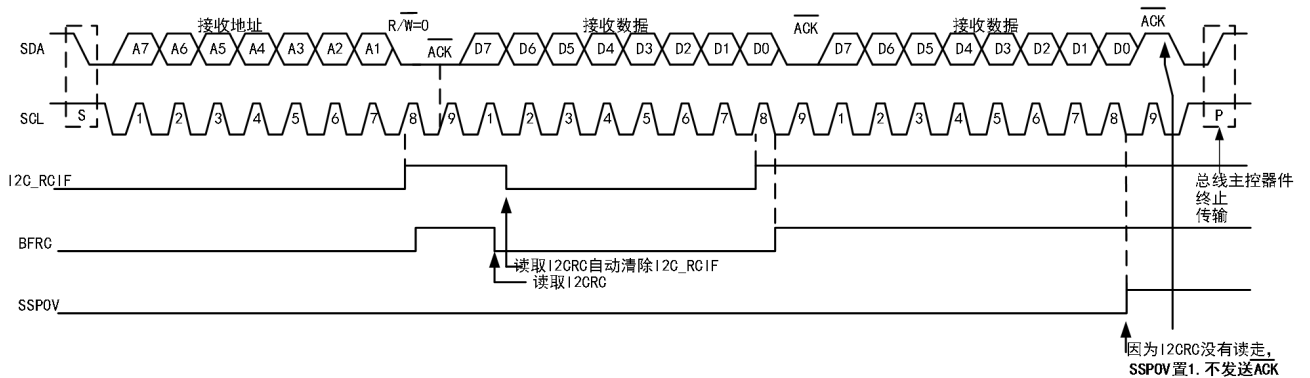 接收地址 R/W=0 接收数据 ACK 接收数据 ACK
SDA A7 A6 A5 A4 A3 A2 A1 ACK D7 D6 D5 D4 D3 D2 D1 D0 D7 D6 D5 D4 D3 D2 D1 D0
SCL S 1 2 3 4 5 6 7 8 9 1 2 3 4 5 6 7 8 9 1 2 3 4 5 6 7 8 9 P
I2C_RCIF
总线主控器件
终止
传输
BFRC
读取I2CRC自动清除I2C_RCIF
读取I2CRC
SSPOV
因为I2CRC没有读走,
SSPOV置1.不发送ACK